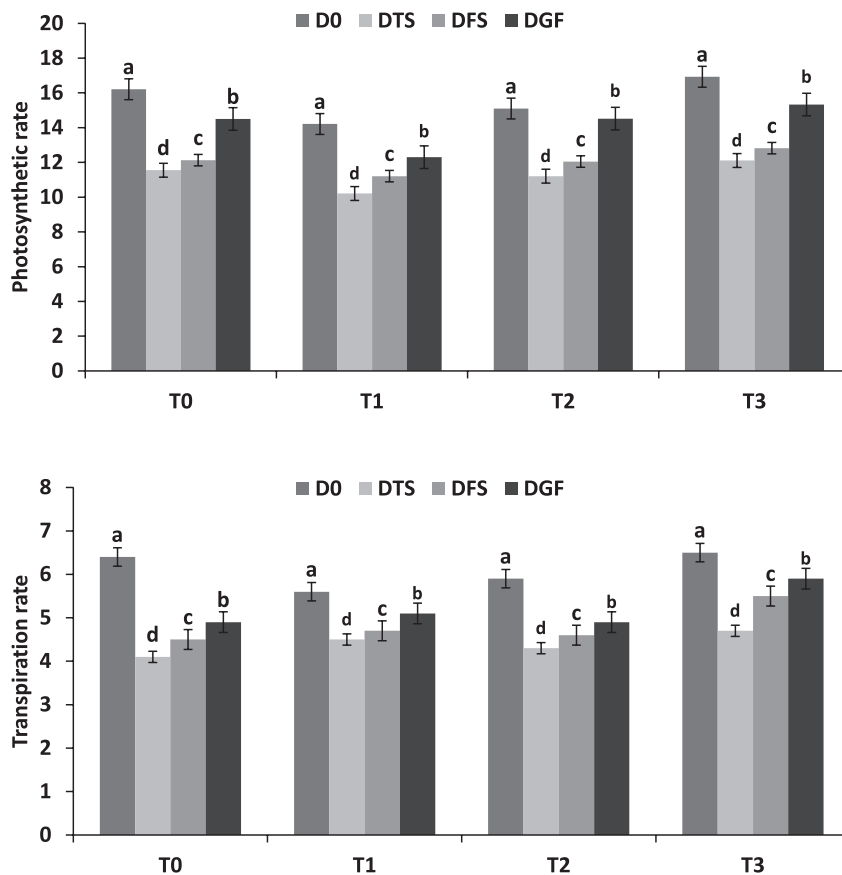 20
D0 DTS DFS DGF
18
16
14
12
10
8
6
4
2
0
Photosynthetic rate
a d c b
a d c b
a d c b
a d c b
T0 T1 T2 T3
8
D0 DTS DFS DGF
7
6
5
4
3
2
1
0
Transpiration rate
a d c b
a d c b
a d c b
a d c b
T0 T1 T2 T3